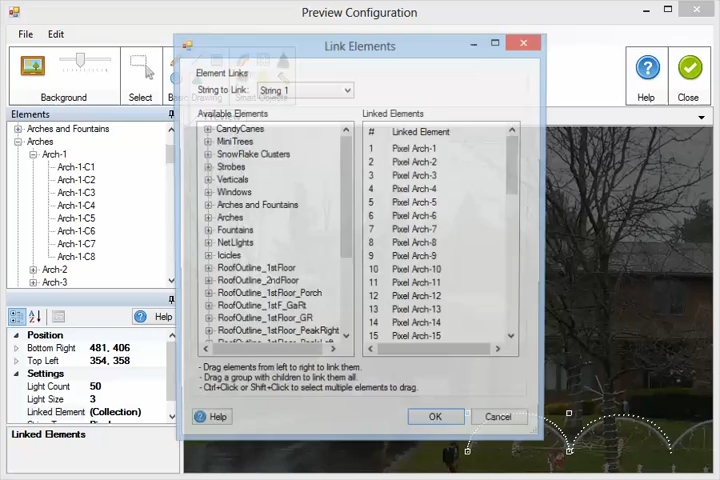 Preview Configuration
File Edit
Link Elements
Background
Select
Basic Drawing
Smart Objects
Help
Close
Element Links
String to Link: String 1
Elements
Arches and Fountains
Arches
Arch-1
Arch-1-C1
Arch-1-C2
Arch-1-C3
Arch-1-C4
Arch-1-C5
Arch-1-C6
Arch-1-C7
Arch-1-C8
Arch-2
Arch-3
Available Elements
CandyCanes
MiniTrees
SnowFlake Clusters
Strobes
Verticals
Windows
Arches and Fountains
Arches
Fountains
NetLights
Icicles
RoofOutline_1stFloor
RoofOutline_2ndFloor
RoofOutline_1stFloor_Porch
RoofOutline_1stF_GaRt
RoofOutline_1stFloor_GR
RoofOutline_1stFloor_PeakRight
Linked Elements
# Linked Element
1 Pixel Arch-1
2 Pixel Arch-2
3 Pixel Arch-3
4 Pixel Arch-4
5 Pixel Arch-5
6 Pixel Arch-6
7 Pixel Arch-7
8 Pixel Arch-8
9 Pixel Arch-9
10 Pixel Arch-10
11 Pixel Arch-11
12 Pixel Arch-12
13 Pixel Arch-13
14 Pixel Arch-14
15 Pixel Arch-15
- Drag elements from left to right to link them.
- Drag a group with children to link them all.
- Ctrl+Click or Shift+Click to select multiple elements to drag.
Help
OK
Cancel
Help
Position
Bottom Right 481, 406
Top Left 354, 358
Settings
Light Count 50
Light Size 3
Linked Element (Collection)
Linked Elements